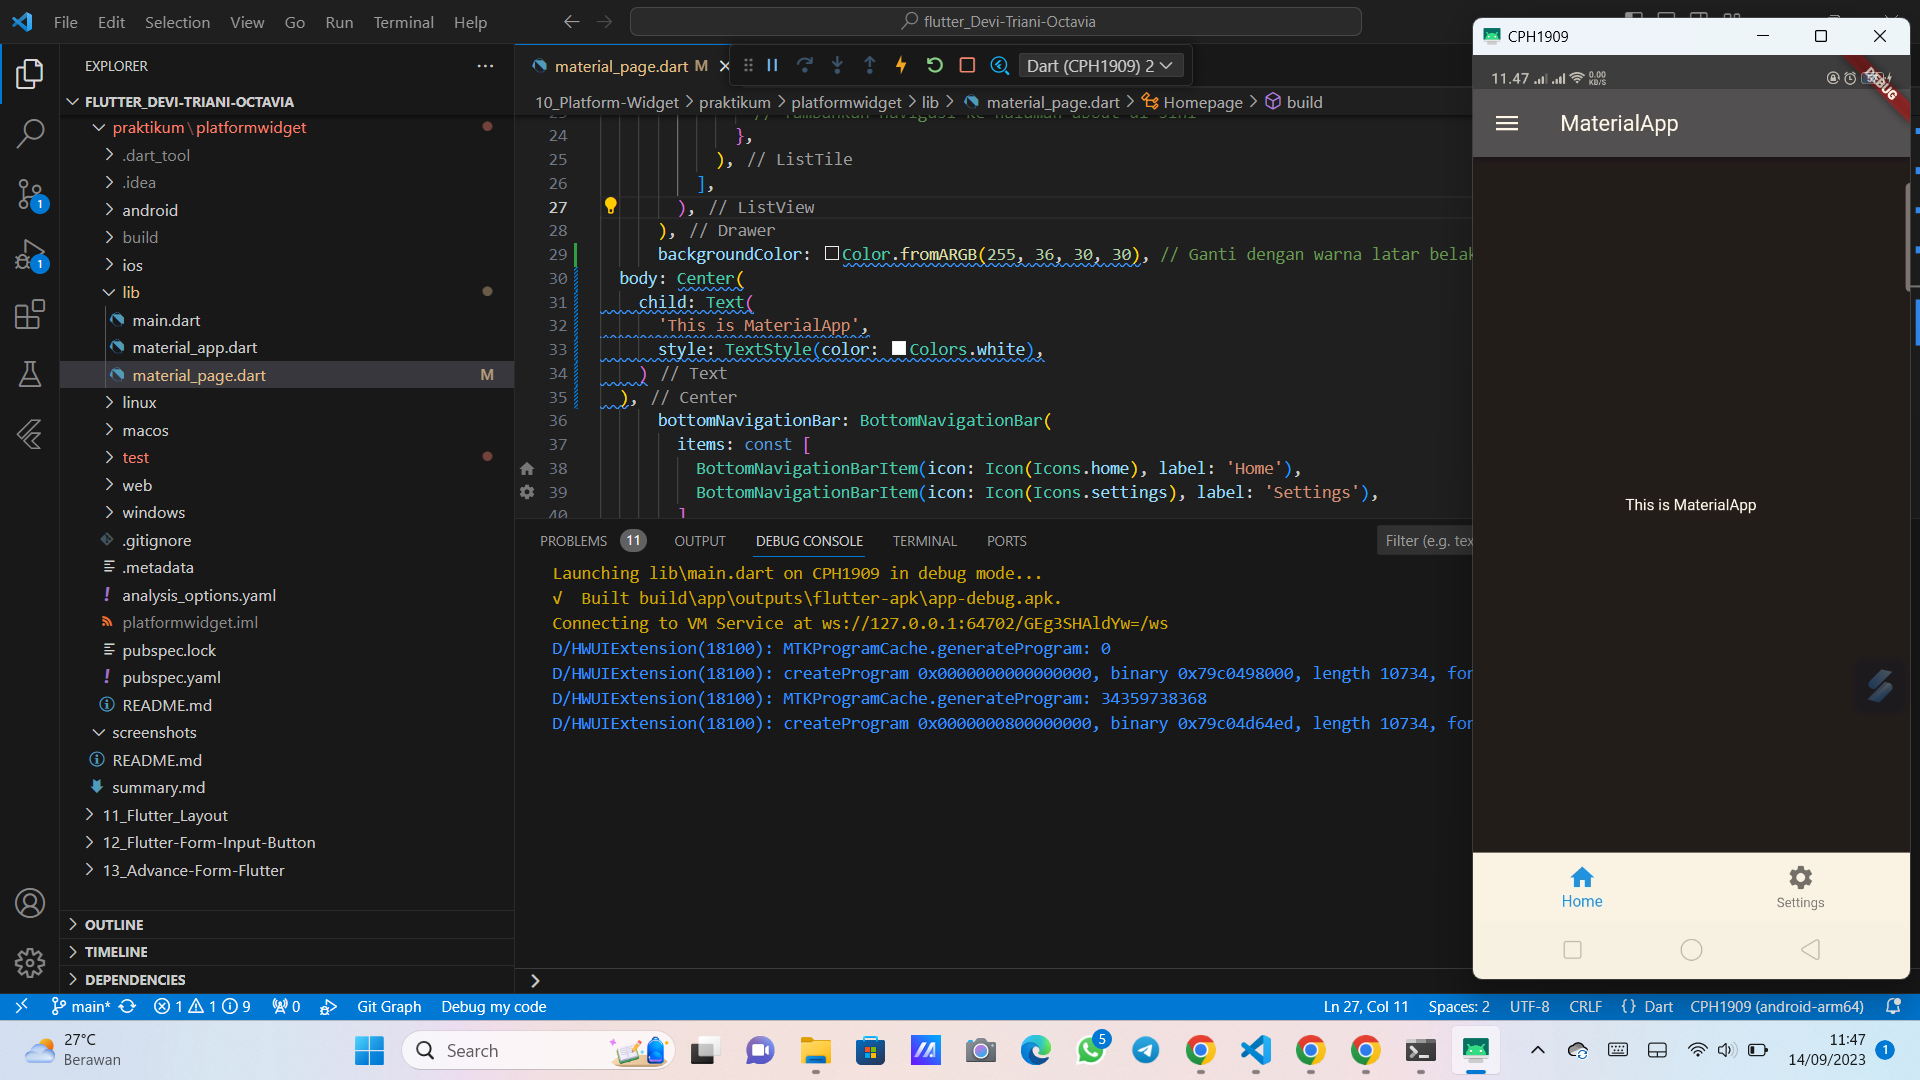 File Edit Selection View Go Run Terminal Help
flutter_Devi-Triani-Octavia
EXPLORER
FLUTTER_DEVI-TRIANI-OCTAVIA
praktikum \ platformwidget
.dart_tool
.idea
android
build
ios
lib
main.dart
material_app.dart
material_page.dart M
linux
macos
test
web
windows
.gitignore
.metadata
analysis_options.yaml
platformwidget.iml
pubspec.lock
pubspec.yaml
README.md
screenshots
README.md
summary.md
11_Flutter_Layout
12_Flutter-Form-Input-Button
13_Advance-Form-Flutter
OUTLINE
TIMELINE
DEPENDENCIES
material_page.dart M
Dart (CPH1909) 2
10_Platform-Widget > praktikum > platformwidget > lib > material_page.dart > Homepage > build
24 },
25 ), // ListTile
26 ],
27 ), // ListView
28 ), // Drawer
29 backgroundColor: Color.fromARGB(255, 36, 30, 30), // Ganti dengan warna latar belak
30 body: Center(
31 child: Text(
32 'This is MaterialApp',
33 style: TextStyle(color: Colors.white),
34 ) // Text
35 ), // Center
36 bottomNavigationBar: BottomNavigationBar(
37 items: const [
38 BottomNavigationBarItem(icon: Icon(Icons.home), label: 'Home'),
39 BottomNavigationBarItem(icon: Icon(Icons.settings), label: 'Settings'),
40 ]
PROBLEMS 11 OUTPUT DEBUG CONSOLE TERMINAL PORTS
Filter (e.g. tex
Launching lib\main.dart on CPH1909 in debug mode...
√ Built build\app\outputs\flutter-apk\app-debug.apk.
Connecting to VM Service at ws://127.0.0.1:64702/GEg3SHAldYw=/ws
D/HWUIExtension(18100): MTKProgramCache.generateProgram: 0
D/HWUIExtension(18100): createProgram 0x0000000000000000, binary 0x79c0498000, length 10734, for
D/HWUIExtension(18100): MTKProgramCache.generateProgram: 34359738368
D/HWUIExtension(18100): createProgram 0x0000000800000000, binary 0x79c04d64ed, length 10734, for
CPH1909
11.47 0.00 KB/S
DEBUG
MaterialApp
This is MaterialApp
Home
Settings
main* 1 1 9 0 Git Graph Debug my code
Ln 27, Col 11 Spaces: 2 UTF-8 CRLF { } Dart CPH1909 (android-arm64)
1
1
27°C
Berawan
Search
5
11:47
14/09/2023
1